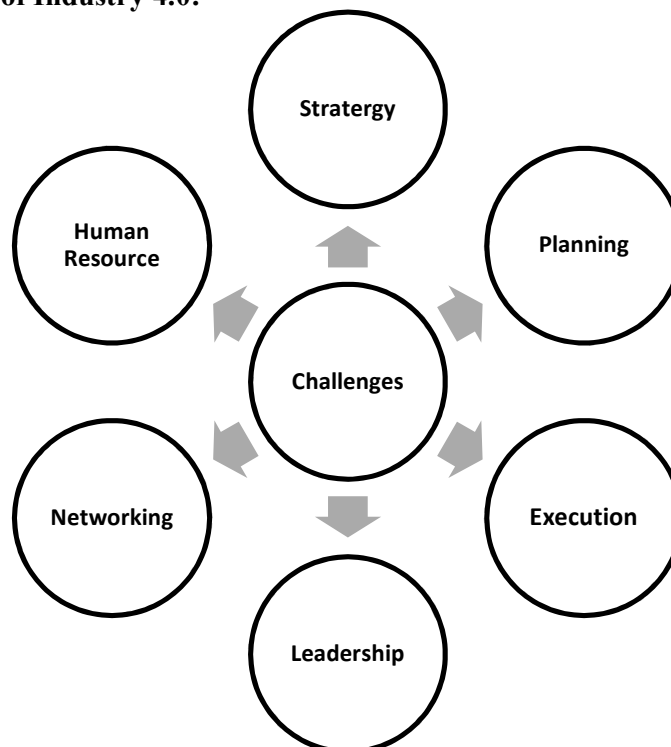 of Industry 4.0?
Stratergy
Human
Resource
Planning
Challenges
Networking
Execution
Leadership